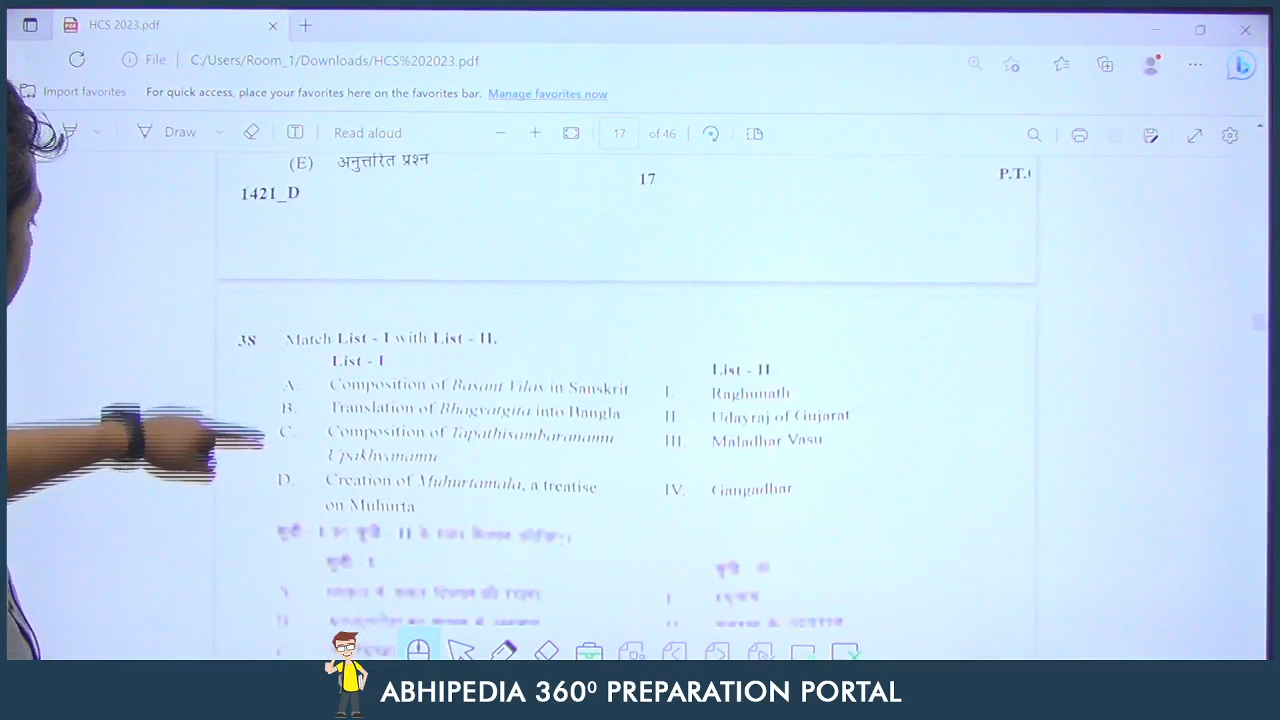 HCS 2023.pdf
File C:/Users/Room_1/Downloads/HCS%202023.pdf
Import favorites For quick access, place your favorites here on the favorites bar. Manage favorites now
Draw Read aloud 17 of 46
(E) अनुत्तरित प्रश्न
17 P.T.
1421_D
38 Match List - I with List - II,
List - I List - II
A. Composition of Basant Vilas in Sanskrit I. Raghunath
B. Translation of Bhagvatgita into Bangla II. Udayraj of Gujarat
C. Composition of Tapathisambaranamu III. Maladhar Vasu
Upakhyanamu
D. Creation of Muhurtamala, a treatise IV. Gangadhar
on Muhurta
सूची - I का सूची - II के साथ मिलान कीजिए।
सूची - I
ABHIPEDIA 360⁰ PREPARATION PORTAL